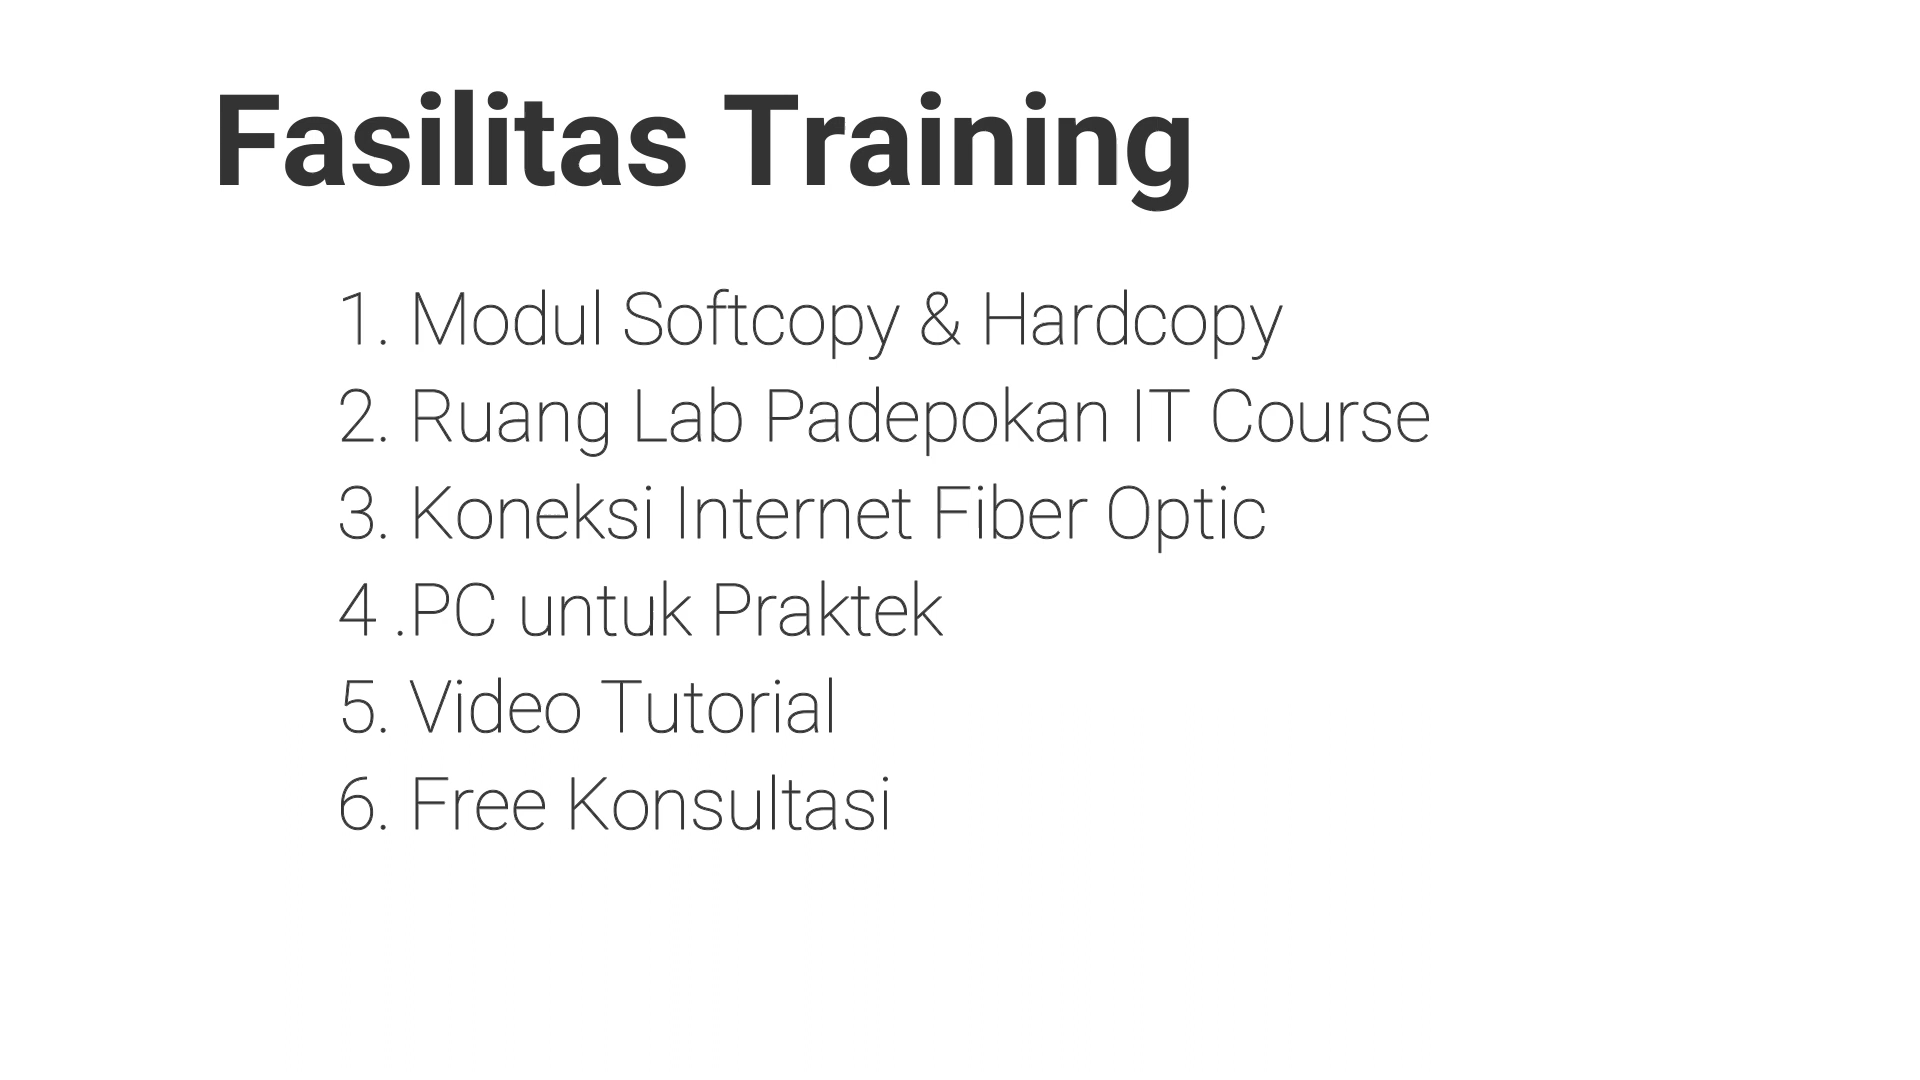 Fasilitas Training
1. Modul Softcopy & Hardcopy
2. Ruang Lab Padepokan IT Course
3. Koneksi Internet Fiber Optic
4 .PC untuk Praktek
5. Video Tutorial
6. Free Konsultasi